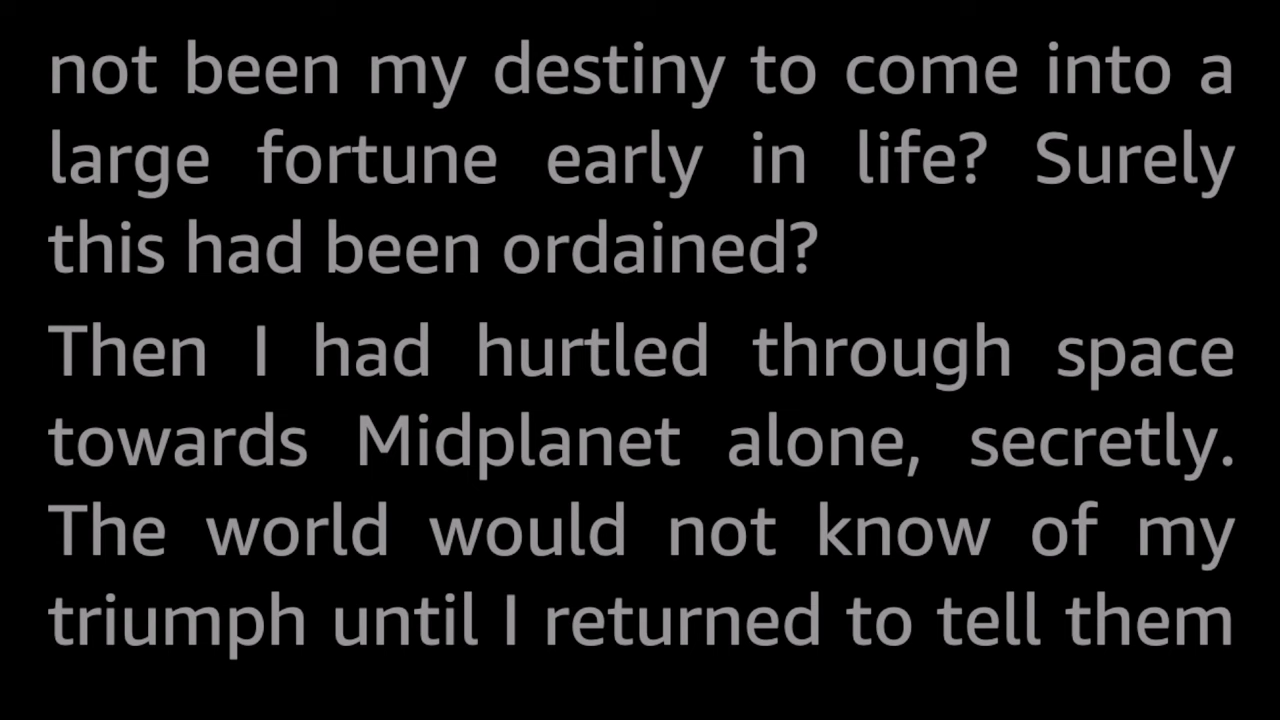 not been my destiny to come into a
large fortune early in life? Surely
this had been ordained?
Then I had hurtled through space
towards Midplanet alone, secretly.
The world would not know of my
triumph until I returned to tell them